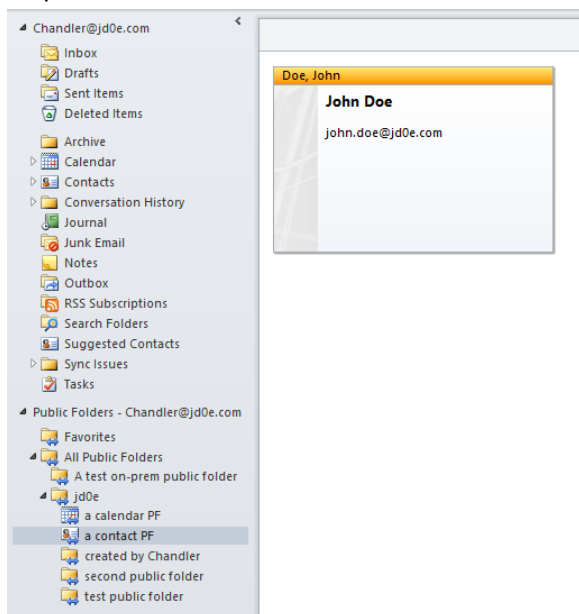 Chandler@jd0e.com
Inbox
Drafts
Sent Items
Deleted Items
Archive
Calendar
Contacts
Conversation History
Journal
Junk Email
Notes
Outbox
RSS Subscriptions
Search Folders
Suggested Contacts
Sync Issues
Tasks
Public Folders - Chandler@jd0e.com
Favorites
All Public Folders
A test on-prem public folder
jd0e
a calendar PF
a contact PF
created by Chandler
second public folder
test public folder
Doe, John
John Doe
john.doe@jd0e.com